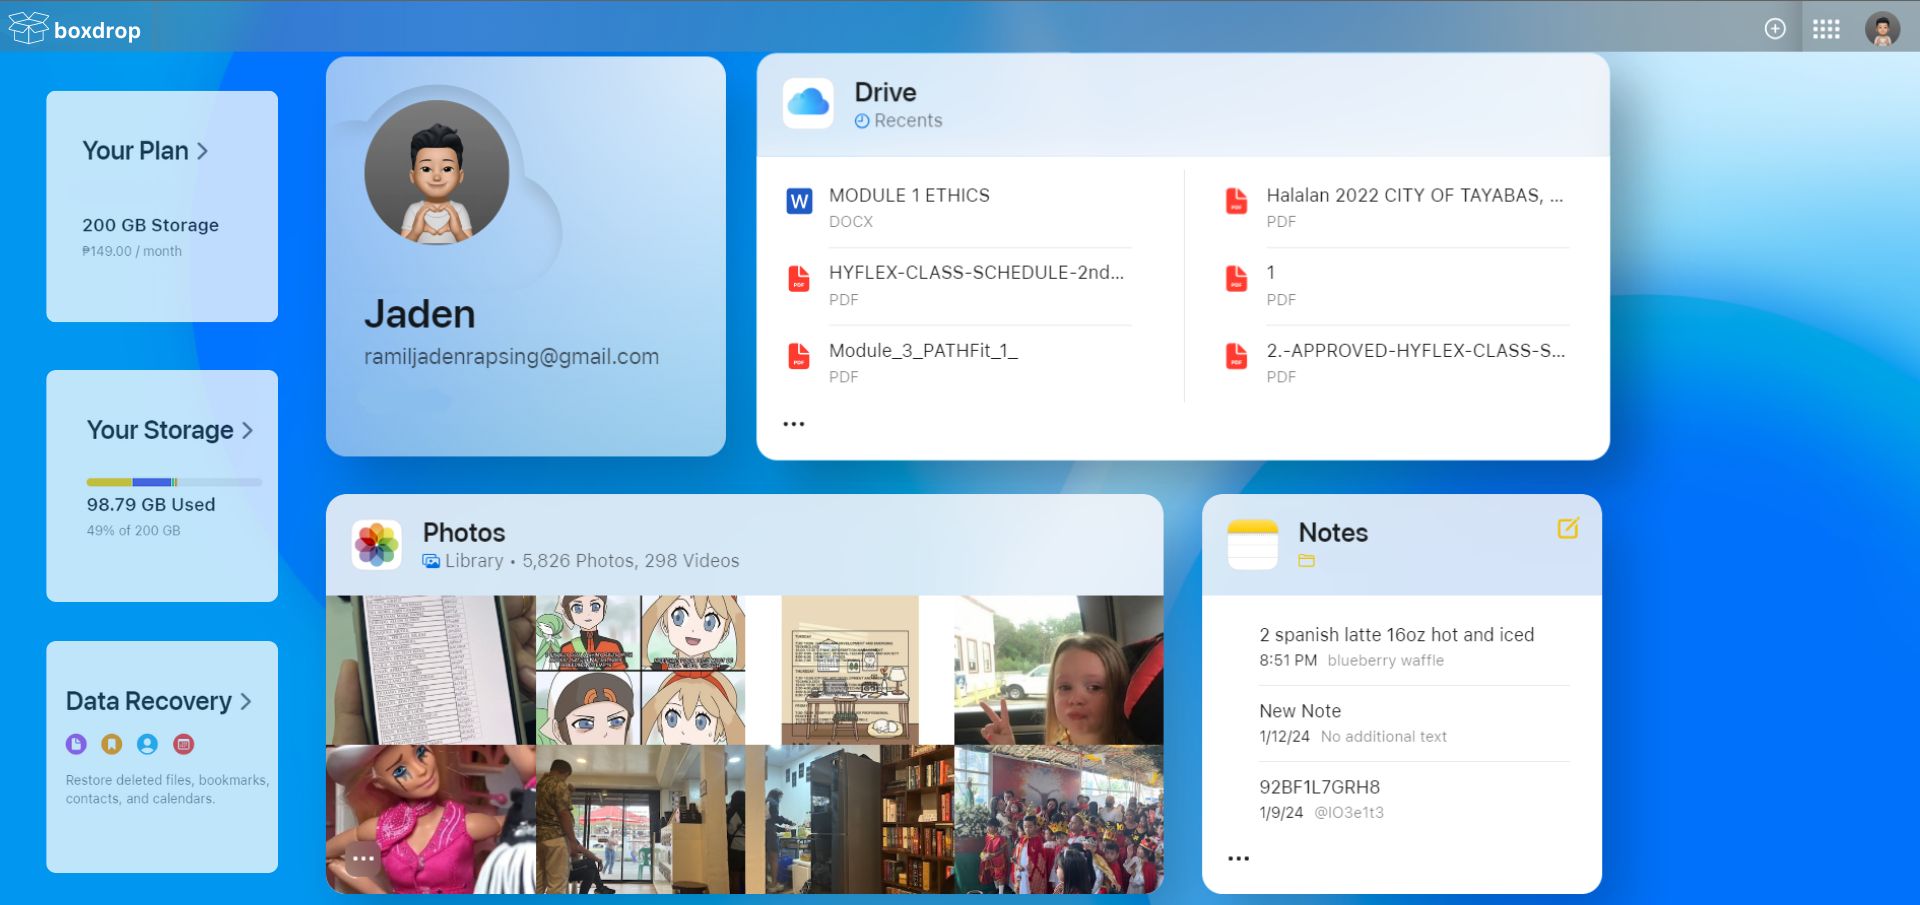 boxdrop
Your Plan
200 GB Storage
₱149.00 / month
Your Storage
98.79 GB Used
49% of 200 GB
Data Recovery
Restore deleted files, bookmarks,
contacts, and calendars.
Jaden
ramiljadenrapsing@gmail.com
Drive
Recents
MODULE 1 ETHICS
DOCX
HYFLEX-CLASS-SCHEDULE-2nd...
PDF
Module_3_PATHFit_1_
PDF
Halalan 2022 CITY OF TAYABAS, ...
PDF
1
PDF
2.-APPROVED-HYFLEX-CLASS-S...
PDF
...
Photos
Library • 5,826 Photos, 298 Videos
...
Notes
2 spanish latte 16oz hot and iced
8:51 PM blueberry waffle
New Note
1/12/24 No additional text
92BF1L7GRH8
1/9/24 @IO3e1t3
...